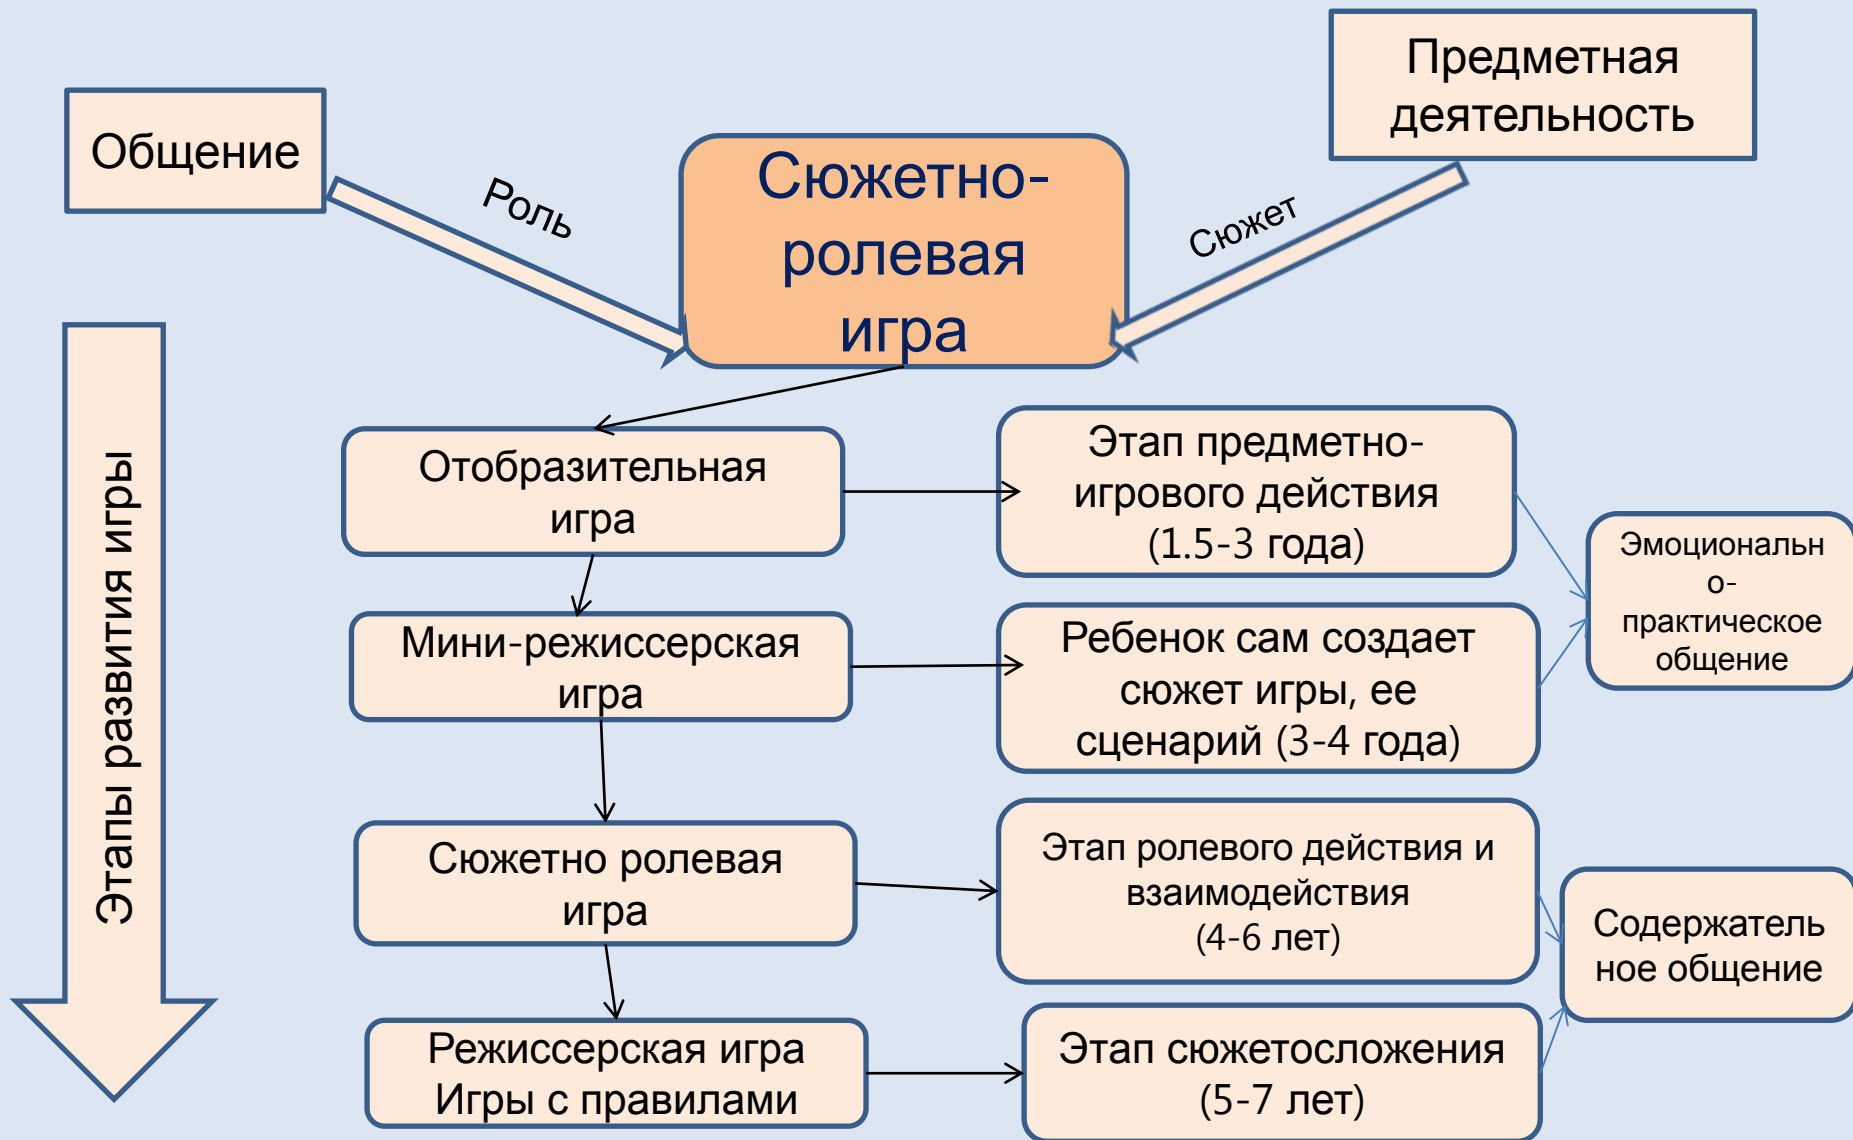 Предметная
деятельность
Общение
Сюжетно-
ролевая
игра
Роль
Сюжет
Этапы развития игры
Отобразительная
игра
Этап предметно-
игрового действия
(1.5-3 года)
Эмоциональн
о-
практическое
общение
Мини-режиссерская
игра
Ребенок сам создает
сюжет игры, ее
сценарий (3-4 года)
Сюжетно ролевая
игра
Этап ролевого действия и
взаимодействия
(4-6 лет)
Содержатель
ное общение
Режиссерская игра
Игры с правилами
Этап сюжетосложения
(5-7 лет)